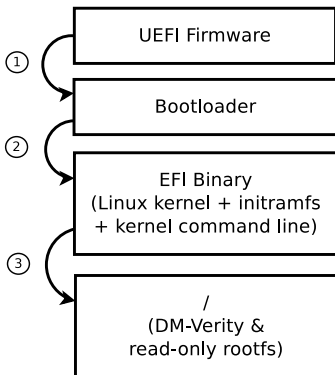 UEFI Firmware
1
Bootloader
2
EFI Binary
(Linux kernel + initramfs
+ kernel command line)
3
/
(DM-Verity &
read-only rootfs)